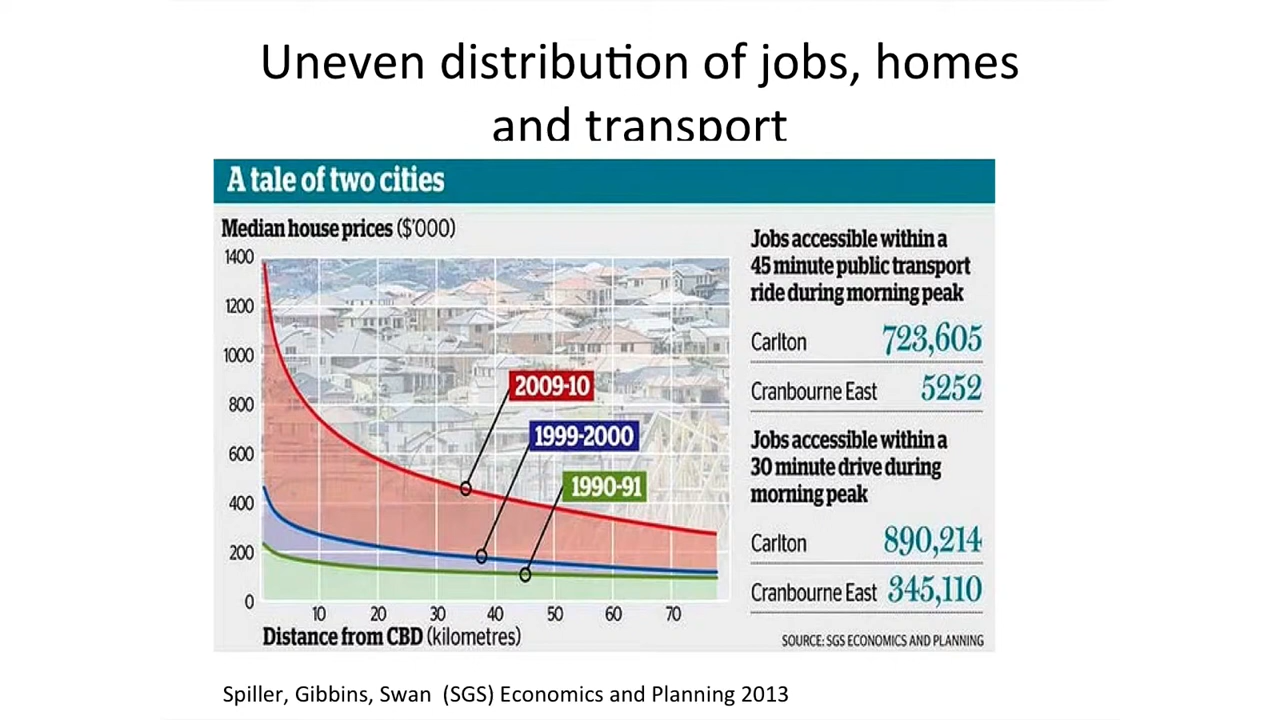 Uneven distribution of jobs, homes
and transport
A tale of two cities
Median house prices ($'000)
1400
1200
1000
800
600
400
200
0
10 20 30 40 50 60 70
Distance from CBD (kilometres)
2009-10
1999-2000
1990-91
Jobs accessible within a
45 minute public transport
ride during morning peak
Carlton 723,605
Cranbourne East 5252
Jobs accessible within a
30 minute drive during
morning peak
Carlton 890,214
Cranbourne East 345,110
SOURCE: SGS ECONOMICS AND PLANNING
Spiller, Gibbins, Swan (SGS) Economics and Planning 2013